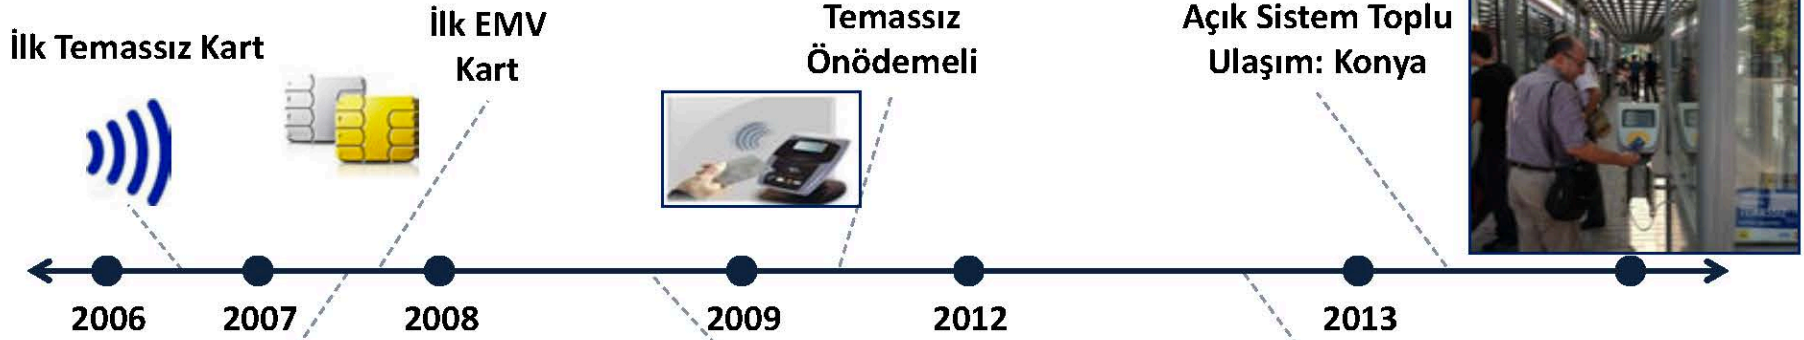 İlk Temassız Kart
İlk EMV
Kart
Temassız
Önödemeli
Açık Sistem Toplu
Ulaşım: Konya
2006
2007
2008
2009
2012
2013